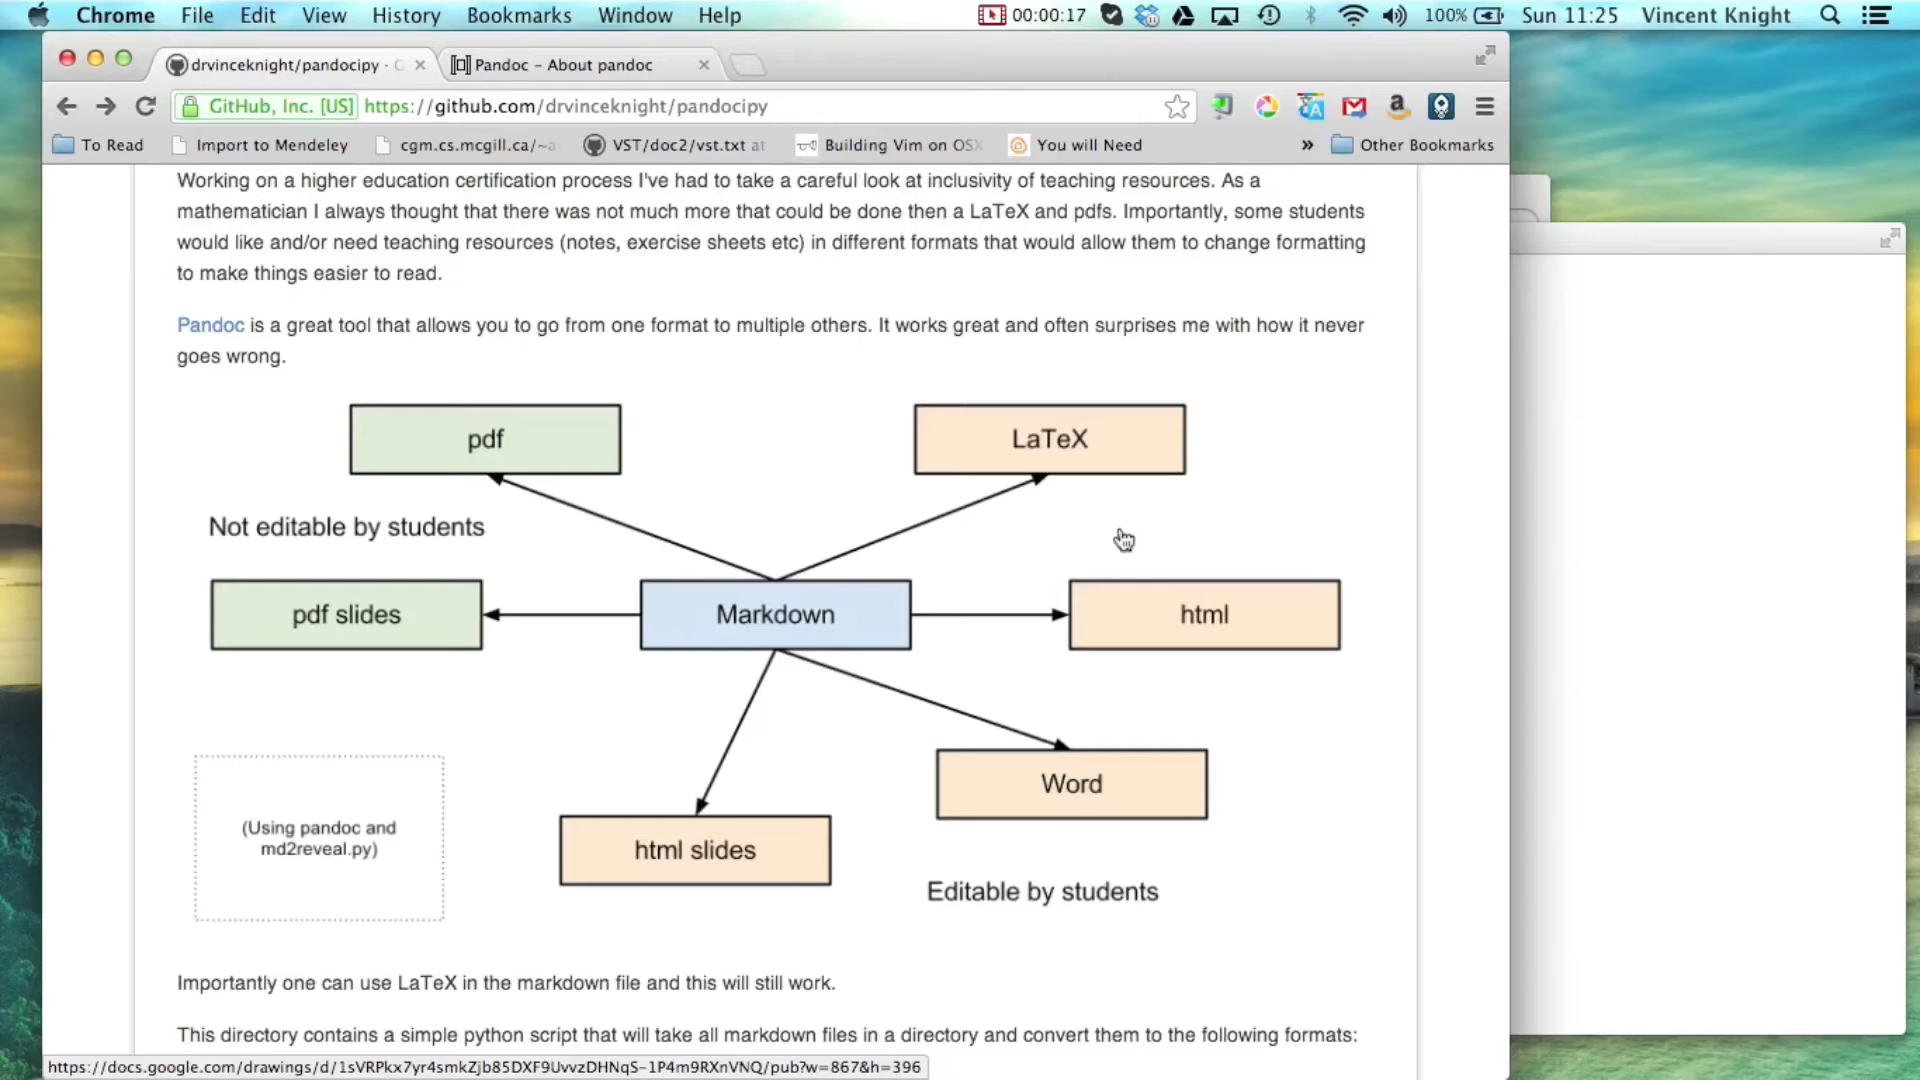 Chrome File Edit View History Bookmarks Window Help 00:00:17 100% Sun 11:25 Vincent Knight
drvinceknight/pandocipy - Pandoc – About pandoc
GitHub, Inc. [US] https://github.com/drvinceknight/pandocipy
To Read Import to Mendeley cgm.cs.mcgill.ca/~a VST/doc2/vst.txt at Building Vim on OSX You will Need » Other Bookmarks
Working on a higher education certification process I've had to take a careful look at inclusivity of teaching resources. As a
mathematician I always thought that there was not much more that could be done then a LaTeX and pdfs. Importantly, some students
would like and/or need teaching resources (notes, exercise sheets etc) in different formats that would allow them to change formatting
to make things easier to read.
Pandoc is a great tool that allows you to go from one format to multiple others. It works great and often surprises me with how it never
goes wrong.
pdf LaTeX
Not editable by students
pdf slides Markdown html
Word
(Using pandoc and
md2reveal.py)
html slides
Editable by students
Importantly one can use LaTeX in the markdown file and this will still work.
This directory contains a simple python script that will take all markdown files in a directory and convert them to the following formats:
https://docs.google.com/drawings/d/1sVRPkx7yr4smkZjb85DXF9UvvzDHNqS-1P4m9RXnVNQ/pub?w=867&h=396